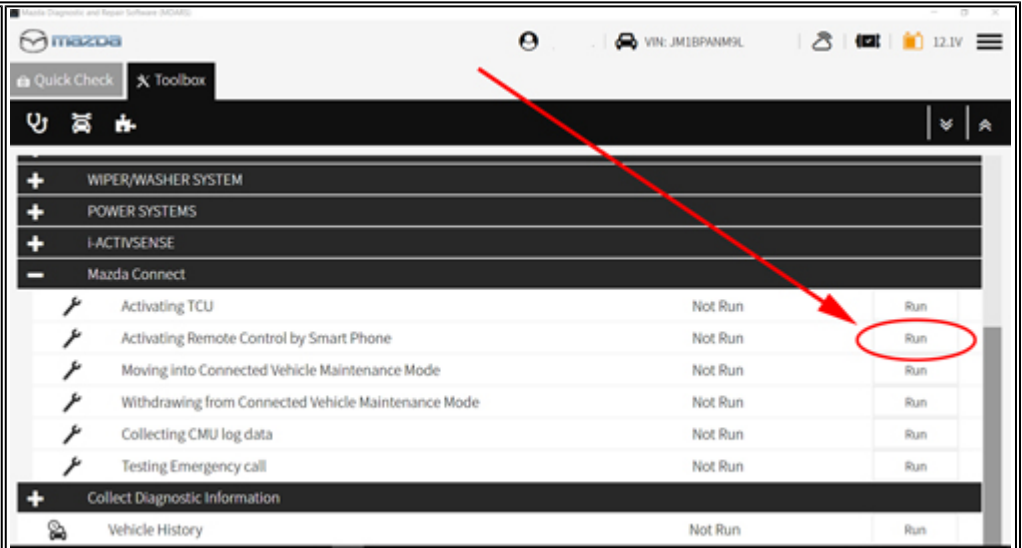 Mazda Diagnostic and Repair Software (MDARS)
mazda VIN: JM1BPANM9L 12.1V
Quick Check Toolbox
WIPER/WASHER SYSTEM
POWER SYSTEMS
i-ACTIVSENSE
Mazda Connect
Activating TCU Not Run Run
Activating Remote Control by Smart Phone Not Run Run
Moving into Connected Vehicle Maintenance Mode Not Run Run
Withdrawing from Connected Vehicle Maintenance Mode Not Run Run
Collecting CMU log data Not Run Run
Testing Emergency call Not Run Run
Collect Diagnostic Information
Vehicle History Not Run Run